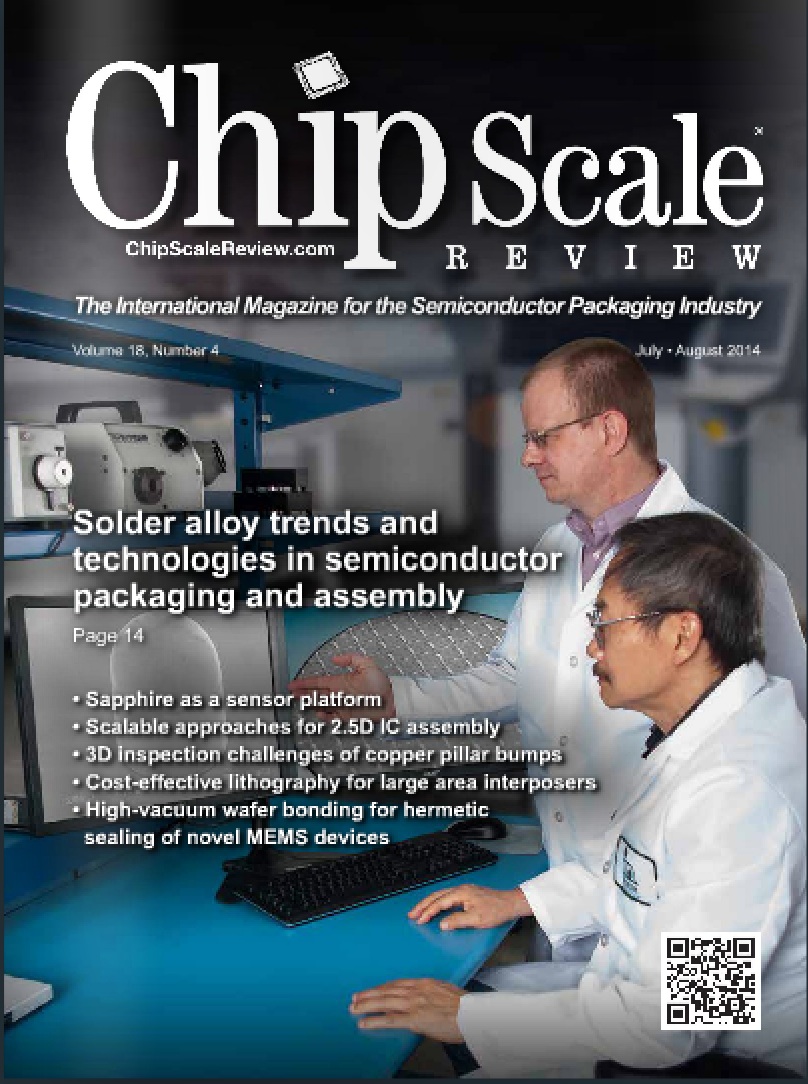 Chip Scale
ChipScaleReview.com
REVIEW
The International Magazine for the Semiconductor Packaging Industry
Volume 18, Number 4
July • August 2014
Solder alloy trends and
technologies in semiconductor
packaging and assembly
Page 14
• Sapphire as a sensor platform
• Scalable approaches for 2.5D IC assembly
• 3D inspection challenges of copper pillar bumps
• Cost-effective lithography for large area interposers
• High-vacuum wafer bonding for hermetic
sealing of novel MEMS devices